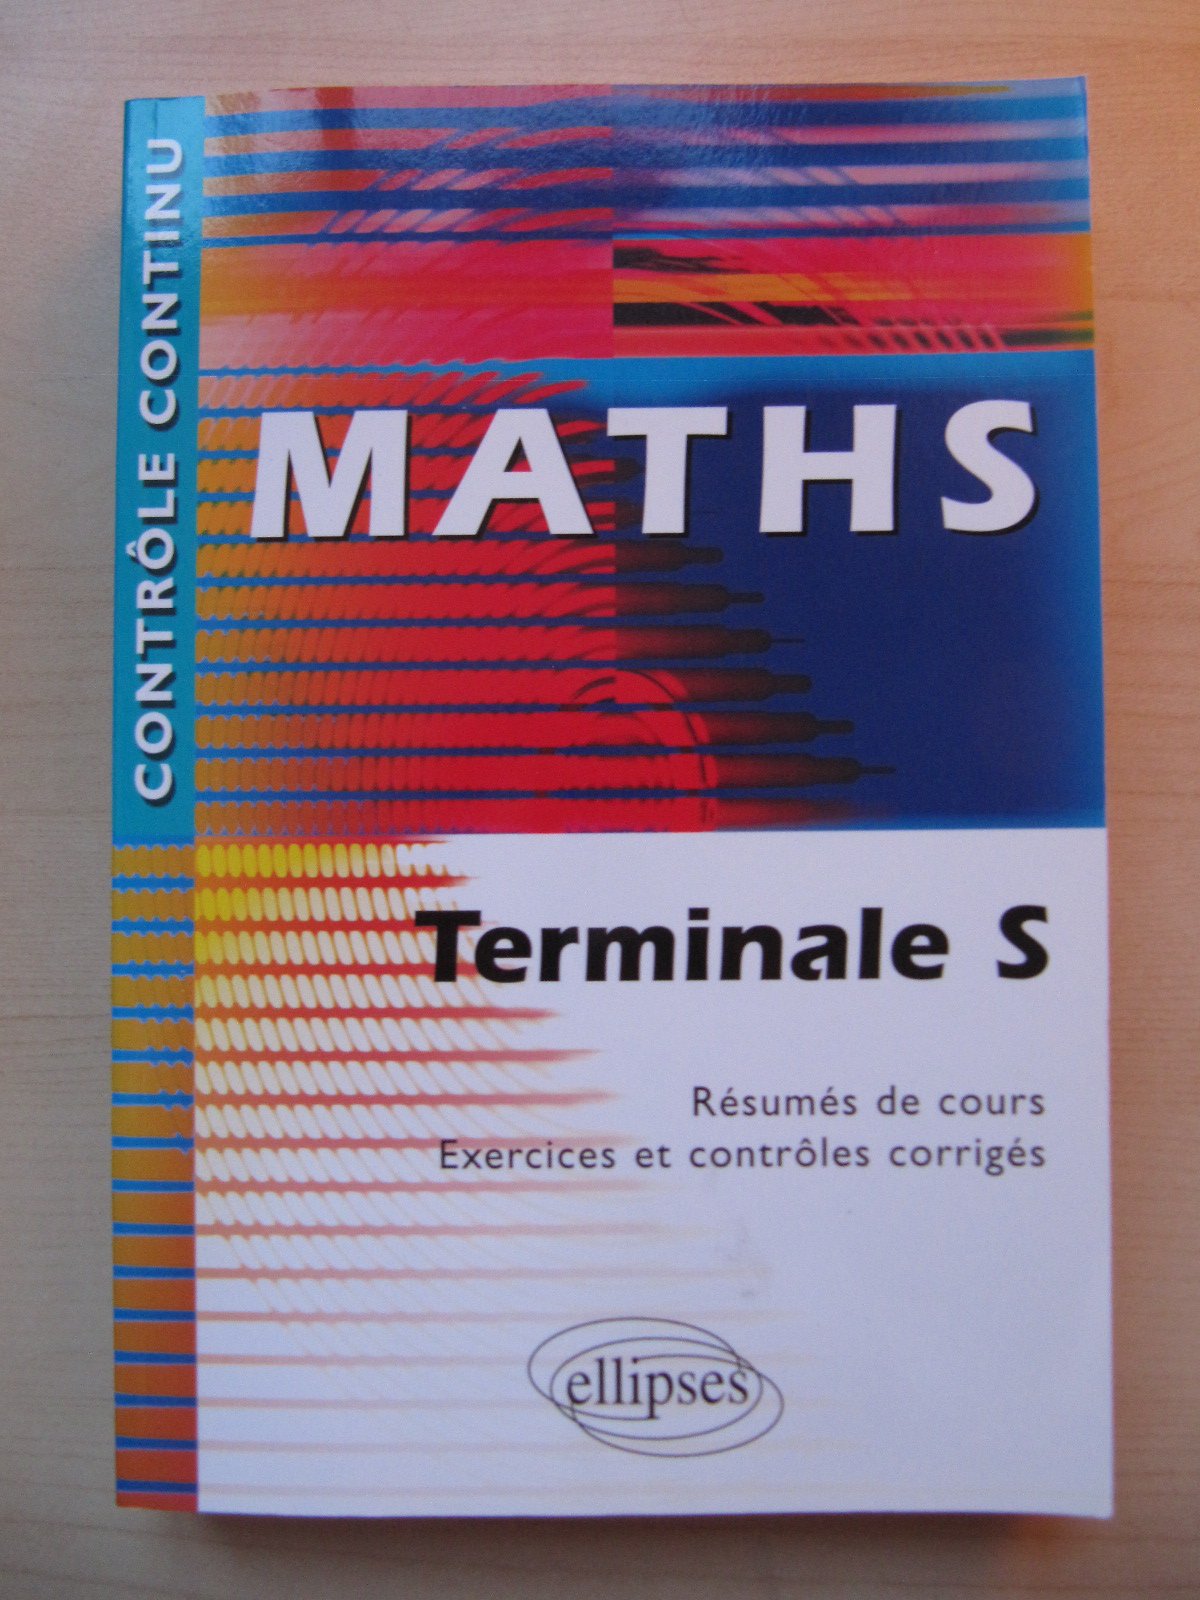 CONTRÔLE CONTINU
MATHS
Terminale S
Résumés de cours
Exercices et contrôles corrigés
ellipses